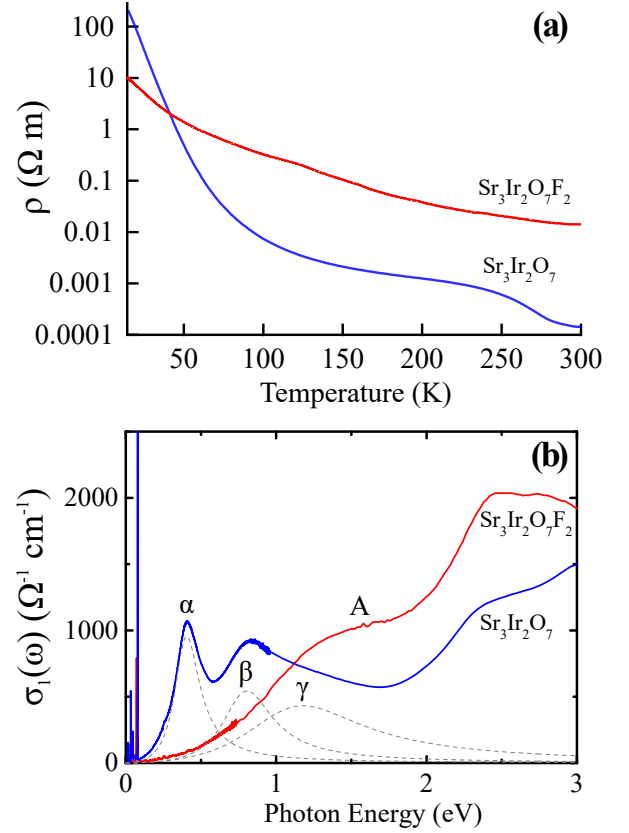 (a)
100
10
1
0.1
0.01
0.001
0.0001
ρ (Ω m)
Sr₃Ir₂O₇F₂
Sr₃Ir₂O₇
50 100 150 200 250 300
Temperature (K)
(b)
2000
1000
0
σ₁(ω) (Ω⁻¹ cm⁻¹)
Sr₃Ir₂O₇F₂
Sr₃Ir₂O₇
α
A
β
γ
0 1 2 3
Photon Energy (eV)